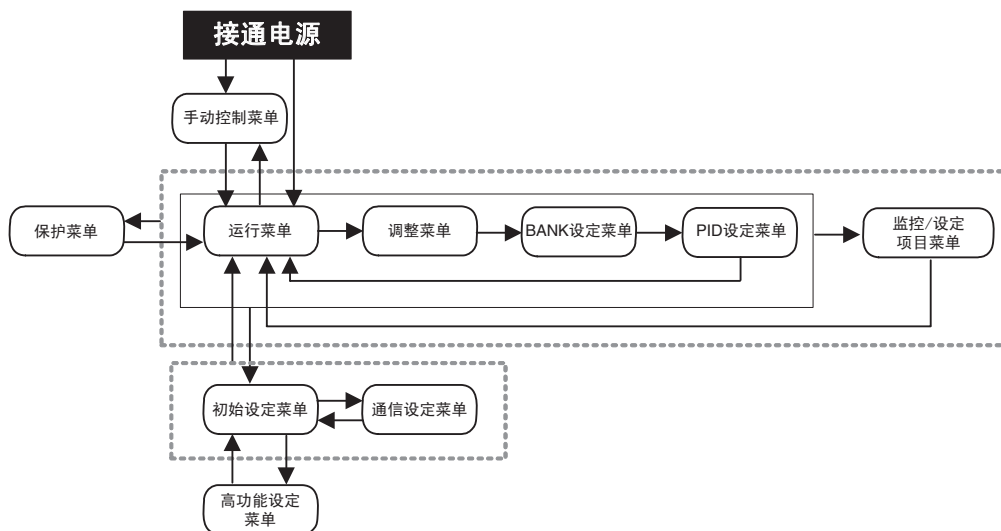 接通电源
手动控制菜单
保护菜单
运行菜单
调整菜单
BANK设定菜单
PID设定菜单
监控/设定
项目菜单
初始设定菜单
通信设定菜单
高功能设定
菜单